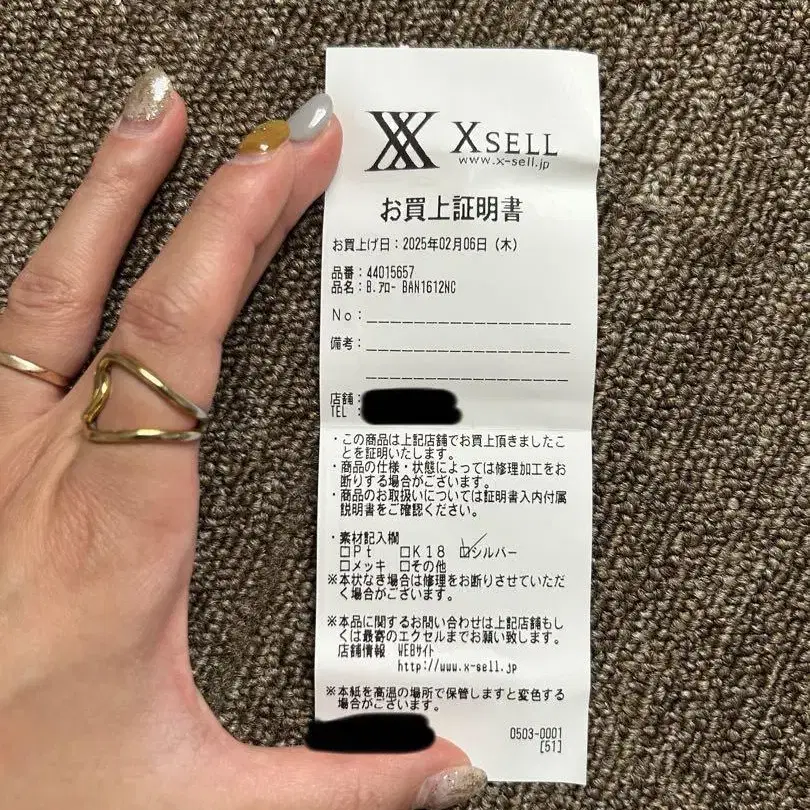 XSELL
www.x-sell.jp
お買上証明書
お買上げ日：2025年02月06日（木）
品番：44015657
品名：B.ｱﾛｰ BAN1612NC
No：
備考：
店舗：
TEL：
・この商品は上記店舗でお買上頂きましたこ
とを証明いたします。
・商品の仕様・状態によっては修理加工をお
断りする場合がございます。
・商品のお取扱いについては証明書入内付属
説明書をご確認ください。
・素材記入欄
□Pt □K18 ☑シルバー
□メッキ □その他
※本状なき場合は修理をお断りさせていただ
く場合がございます。
※本品に関するお問い合わせは上記店舗もし
くは最寄のエクセルまでお願い致します。
店舗情報 WEBｻｲﾄ
http://www.x-sell.jp
※本紙を高温の場所で保管しますと変色する
場合がございます。
0503-0001
[51]